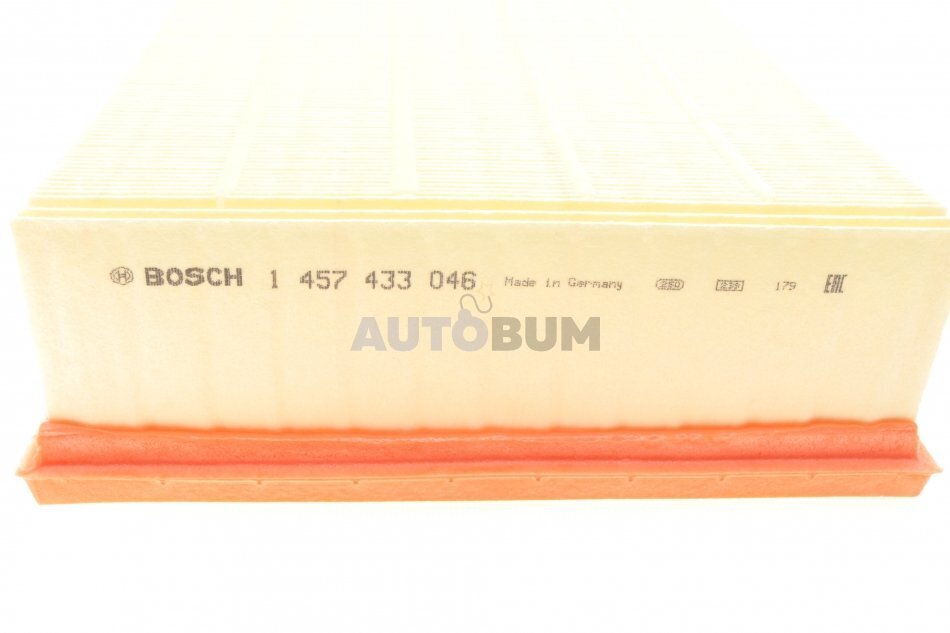 BOSCH 1 457 433 046 Made in Germany 179 EAC
AUTOBUM